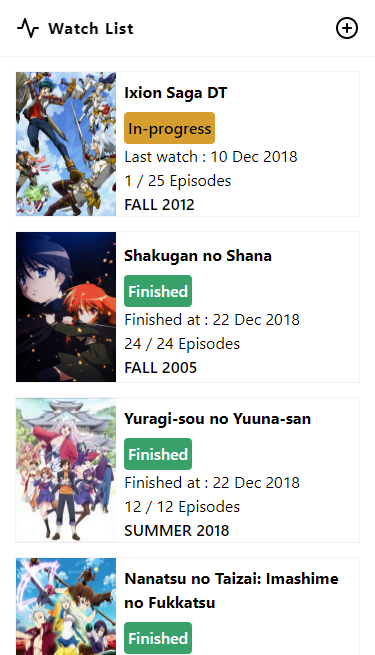 Watch List
Ixion Saga DT
In-progress
Last watch : 10 Dec 2018
1 / 25 Episodes
FALL 2012
Shakugan no Shana
Finished
Finished at : 22 Dec 2018
24 / 24 Episodes
FALL 2005
Yuragi-sou no Yuuna-san
Finished
Finished at : 22 Dec 2018
12 / 12 Episodes
SUMMER 2018
Nanatsu no Taizai: Imashime
no Fukkatsu
Finished